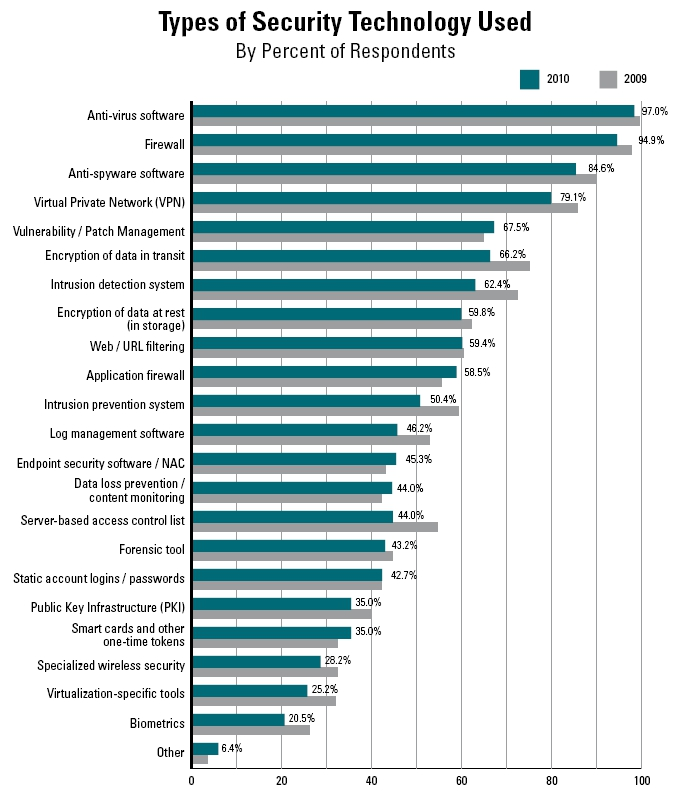 Types of Security Technology Used
By Percent of Respondents
2010 2009
Anti-virus software 97.0%
Firewall 94.9%
Anti-spyware software 84.6%
Virtual Private Network (VPN) 79.1%
Vulnerability / Patch Management 67.5%
Encryption of data in transit 66.2%
Intrusion detection system 62.4%
Encryption of data at rest
(in storage) 59.8%
Web / URL filtering 59.4%
Application firewall 58.5%
Intrusion prevention system 50.4%
Log management software 46.2%
Endpoint security software / NAC 45.3%
Data loss prevention /
content monitoring 44.0%
Server-based access control list 44.0%
Forensic tool 43.2%
Static account logins / passwords 42.7%
Public Key Infrastructure (PKI) 35.0%
Smart cards and other
one-time tokens 35.0%
Specialized wireless security 28.2%
Virtualization-specific tools 25.2%
Biometrics 20.5%
Other 6.4%
0 20 40 60 80 100